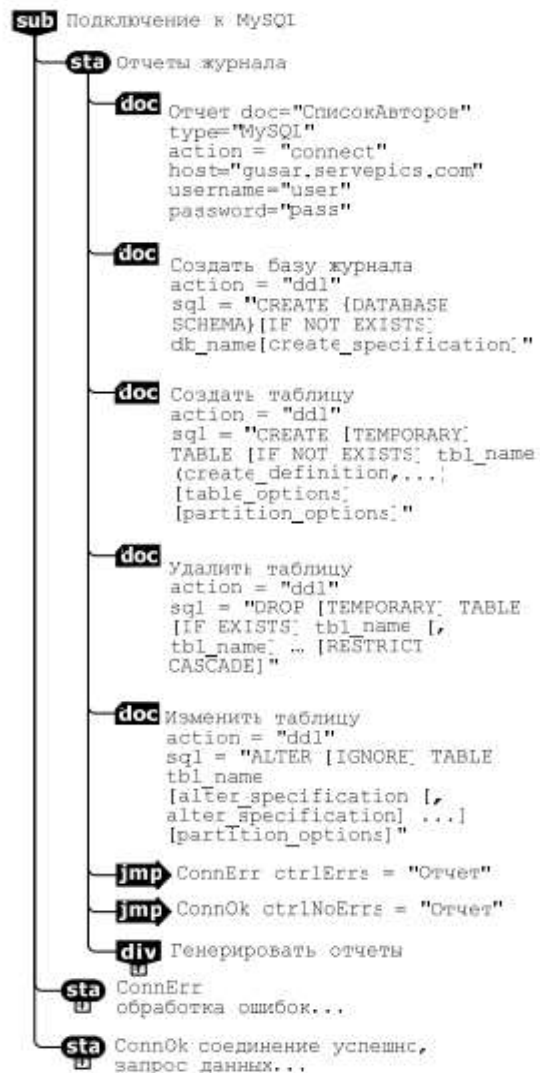 sub Подключение к MySQl
sta Отчеты журнала
doc Отчет doc="СписокАвторов"
type="MySQl"
action = "connect"
host="gusar.servepics.com"
username="user"
password="pass"
doc Создать базу журнала
action = "ddl"
sql = "CREATE {DATABASE
SCHEMA}[IF NOT EXISTS]
db_name[create_specification]"
doc Создать таблицу
action = "ddl"
sql = "CREATE [TEMPORARY]
TABLE [IF NOT EXISTS] tbl_name
(create_definition,...)
[table_options]
[partition_options]"
doc Удалить таблицу
action = "ddl"
sql = "DROP [TEMPORARY] TABLE
[IF EXISTS] tbl_name [,
tbl_name] … [RESTRICT
CASCADE]"
doc Изменить таблицу
action = "ddl"
sql = "ALTER [IGNORE] TABLE
tbl_name
[alter_specification [,
alter_specification] ...]
[partition_options]"
jmp ConnErr ctrlErrs = "Отчет"
jmp ConnOk ctrlNoErrs = "Отчет"
div Генерировать отчеты
sta ConnErr
обработка ошибок...
sta ConnOk соединение успешно,
запрос данных...